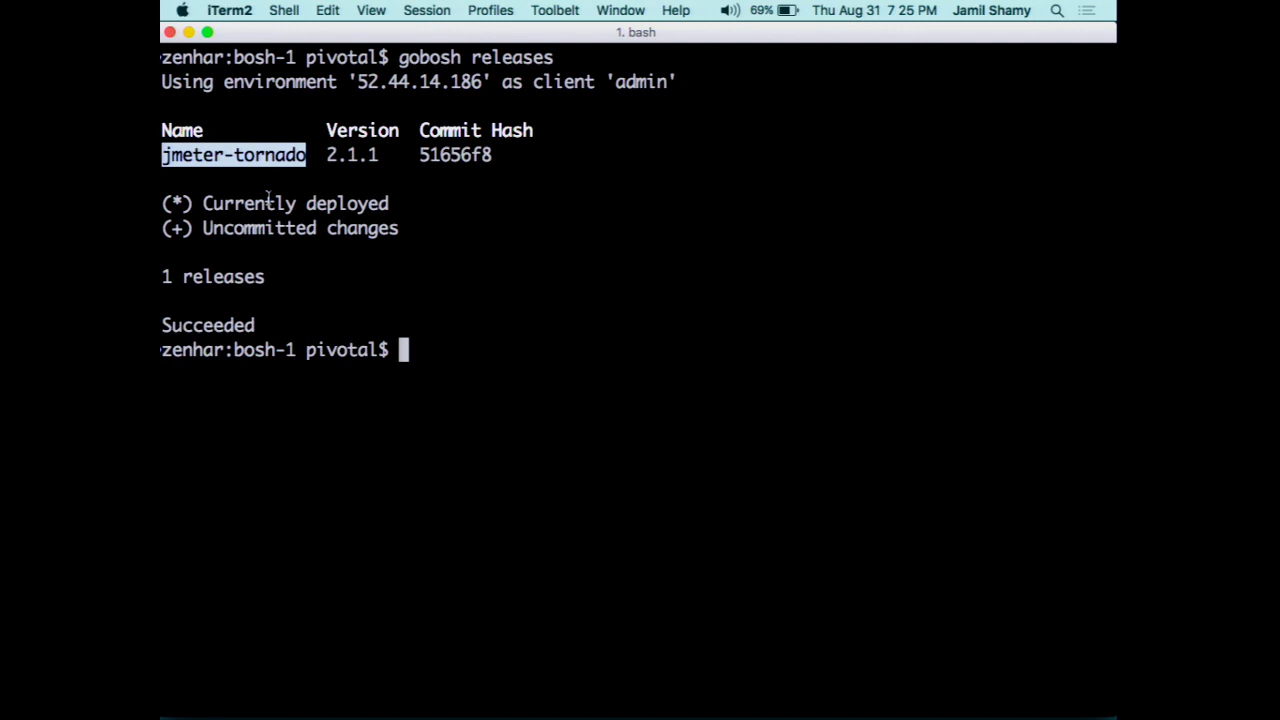 iTerm2 Shell Edit View Session Profiles Toolbelt Window Help 69% Thu Aug 31 7:25 PM Jamil Shamy
1. bash
zenhar:bosh-1 pivotal$ gobosh releases
Using environment '52.44.14.186' as client 'admin'
Name Version Commit Hash
jmeter-tornado 2.1.1 51656f8
(*) Currently deployed
(+) Uncommitted changes
1 releases
Succeeded
zenhar:bosh-1 pivotal$